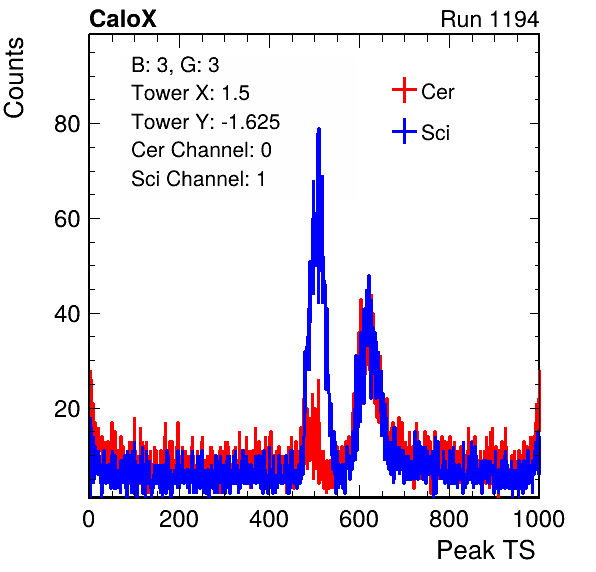 CaloX Run 1194
Counts
B: 3, G: 3
Tower X: 1.5
Tower Y: -1.625
Cer Channel: 0
Sci Channel: 1
Cer
Sci
80
60
40
20
0 200 400 600 800 1000
Peak TS